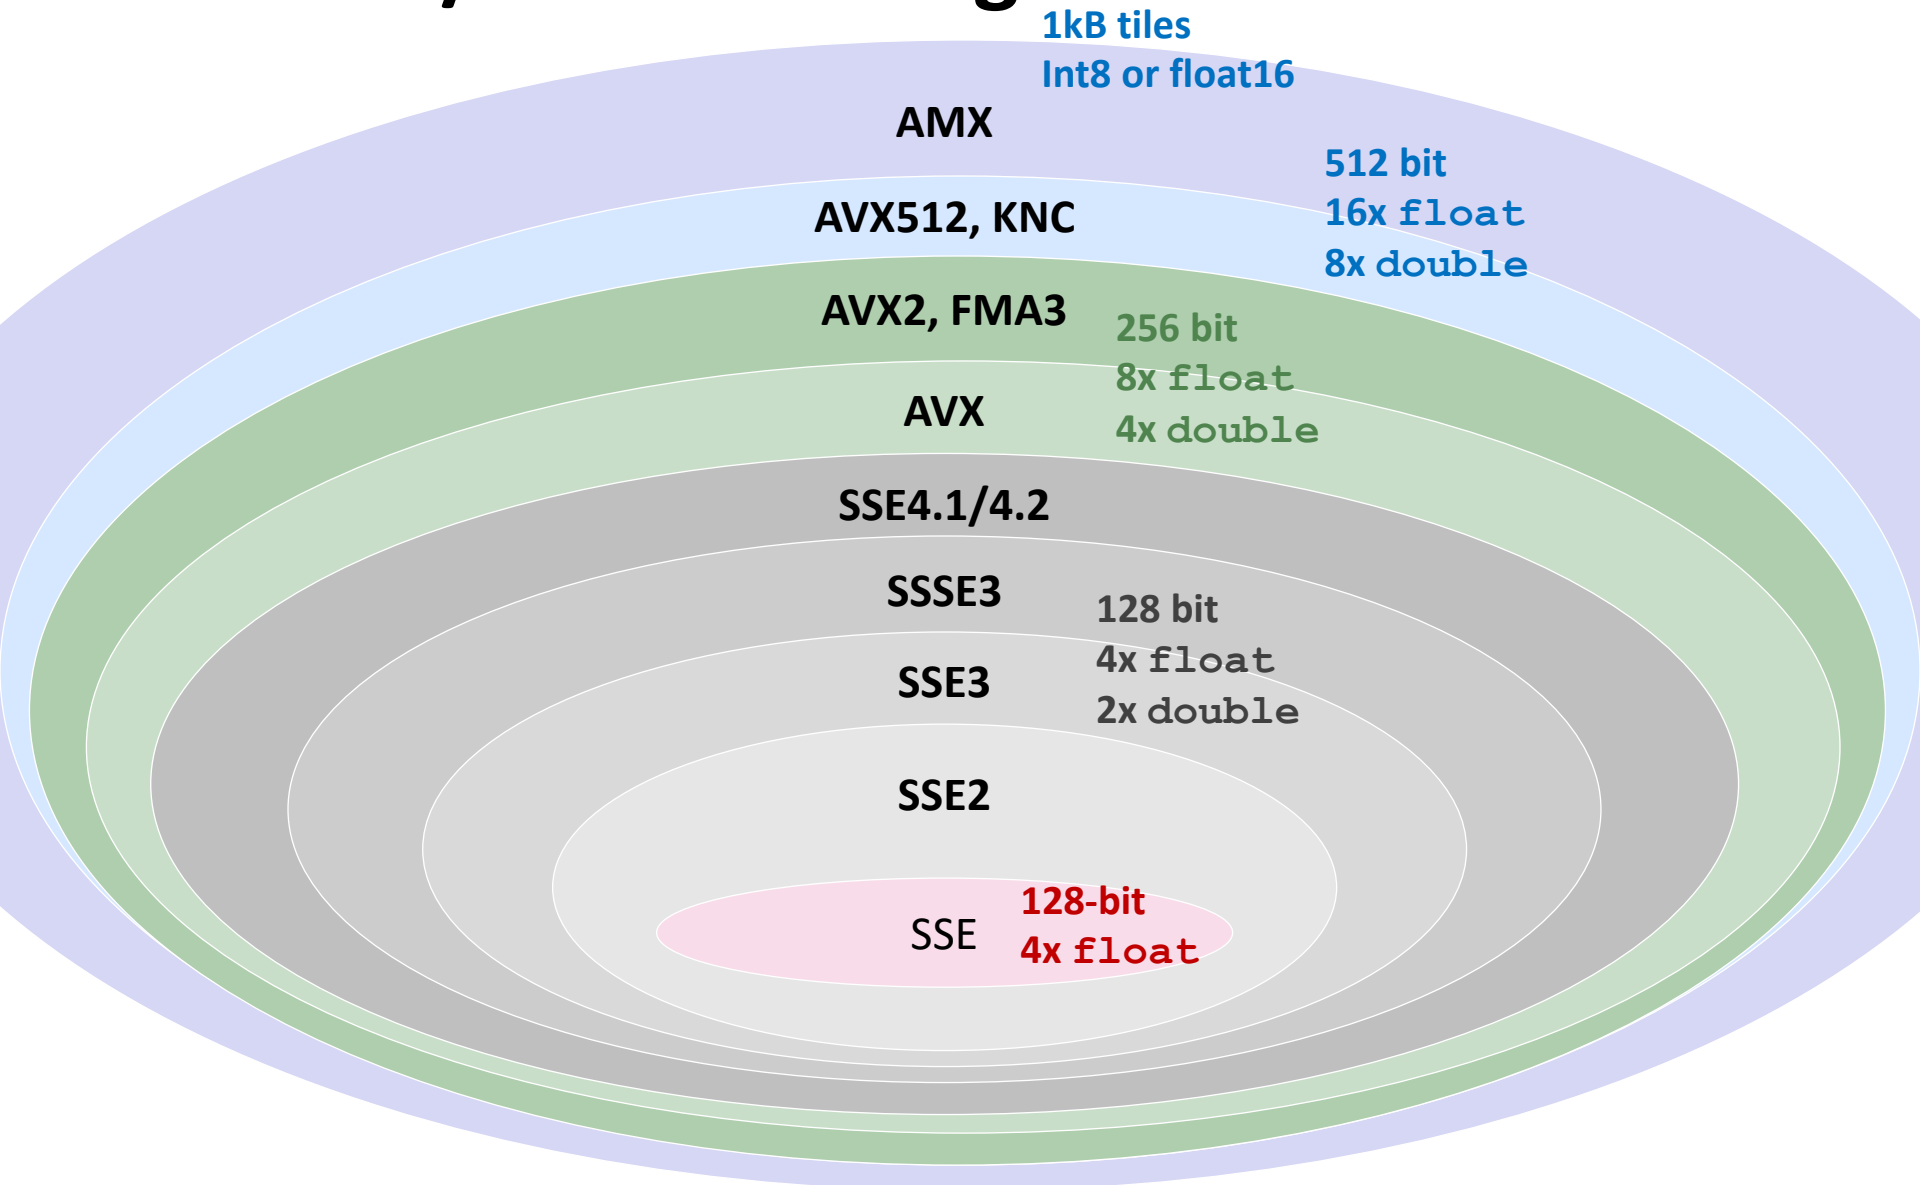 1kB tiles
Int8 or float16
AMX
512 bit
16x float
8x double
AVX512, KNC
AVX2, FMA3
256 bit
8x float
4x double
AVX
SSE4.1/4.2
SSSE3
128 bit
4x float
2x double
SSE3
SSE2
128-bit
4x float
SSE